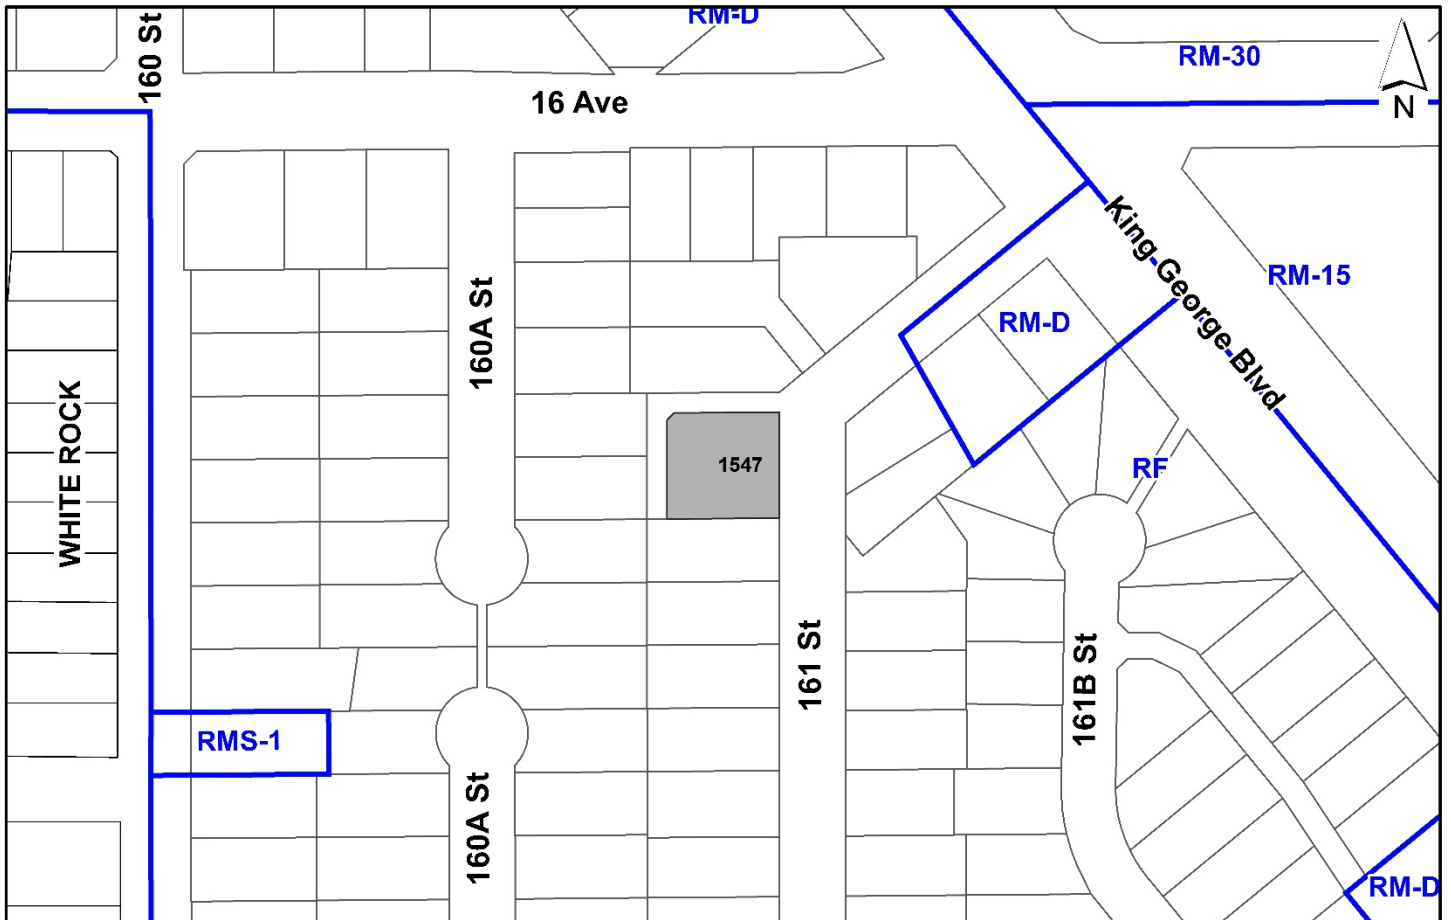 RM-D
160 St
RM-30
16 Ave
N
King George Blvd
RM-15
160A St
RM-D
WHITE ROCK
1547
RF
161 St
161B St
RMS-1
160A St
RM-D